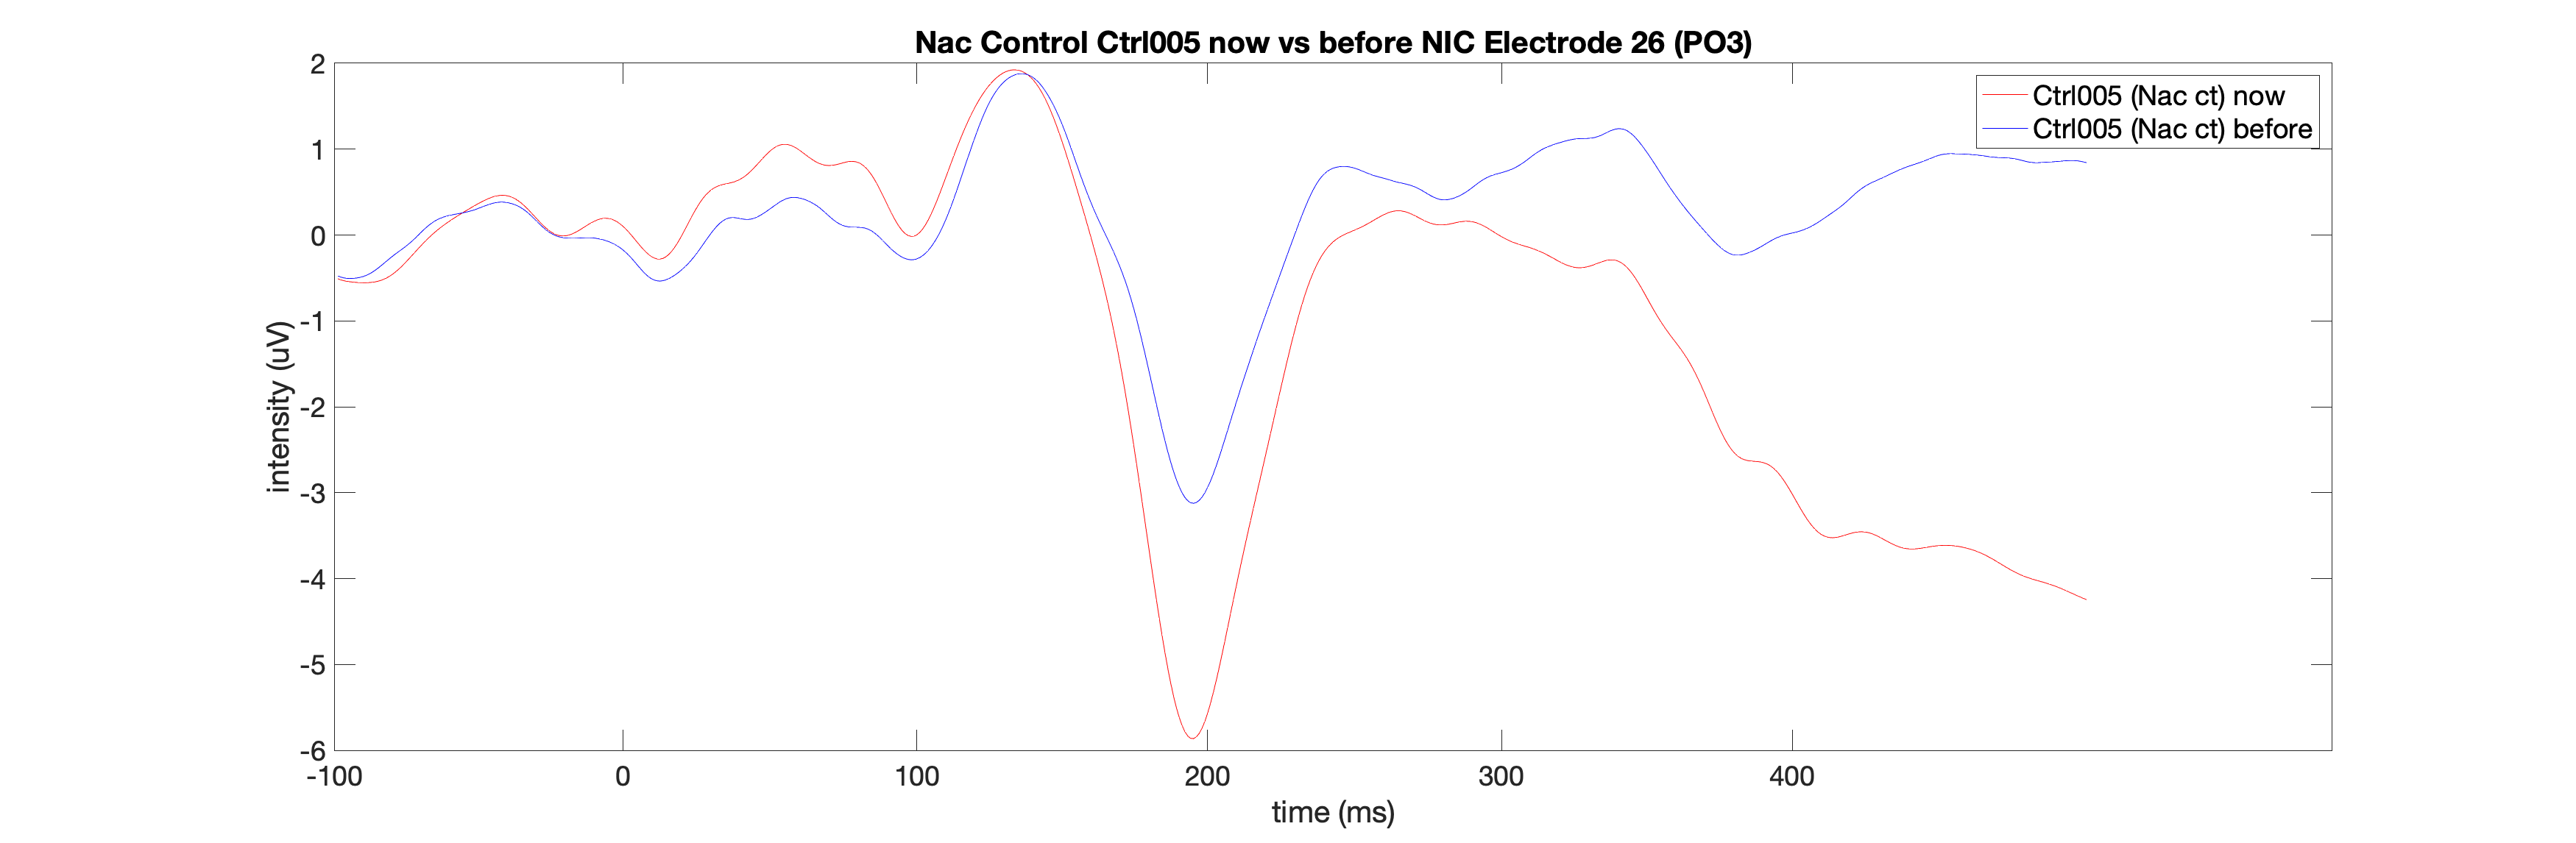 Nac Control Ctrl005 now vs before NIC Electrode 26 (PO3)
Ctrl005 (Nac ct) now
Ctrl005 (Nac ct) before
intensity (uV)
2
1
0
-1
-2
-3
-4
-5
-6
-100 0 100 200 300 400
time (ms)